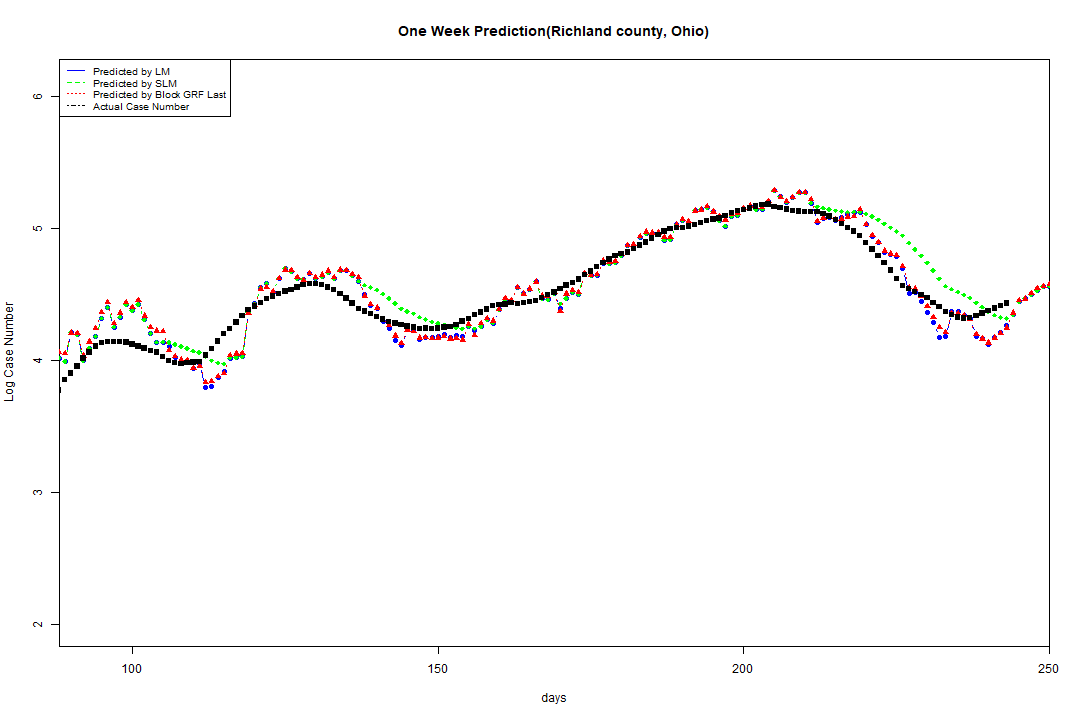 One Week Prediction(Richland county, Ohio)
Predicted by LM
Predicted by SLM
Predicted by Block GRF Last
Actual Case Number
6
5
4
3
2
Log Case Number
100 150 200 250
days